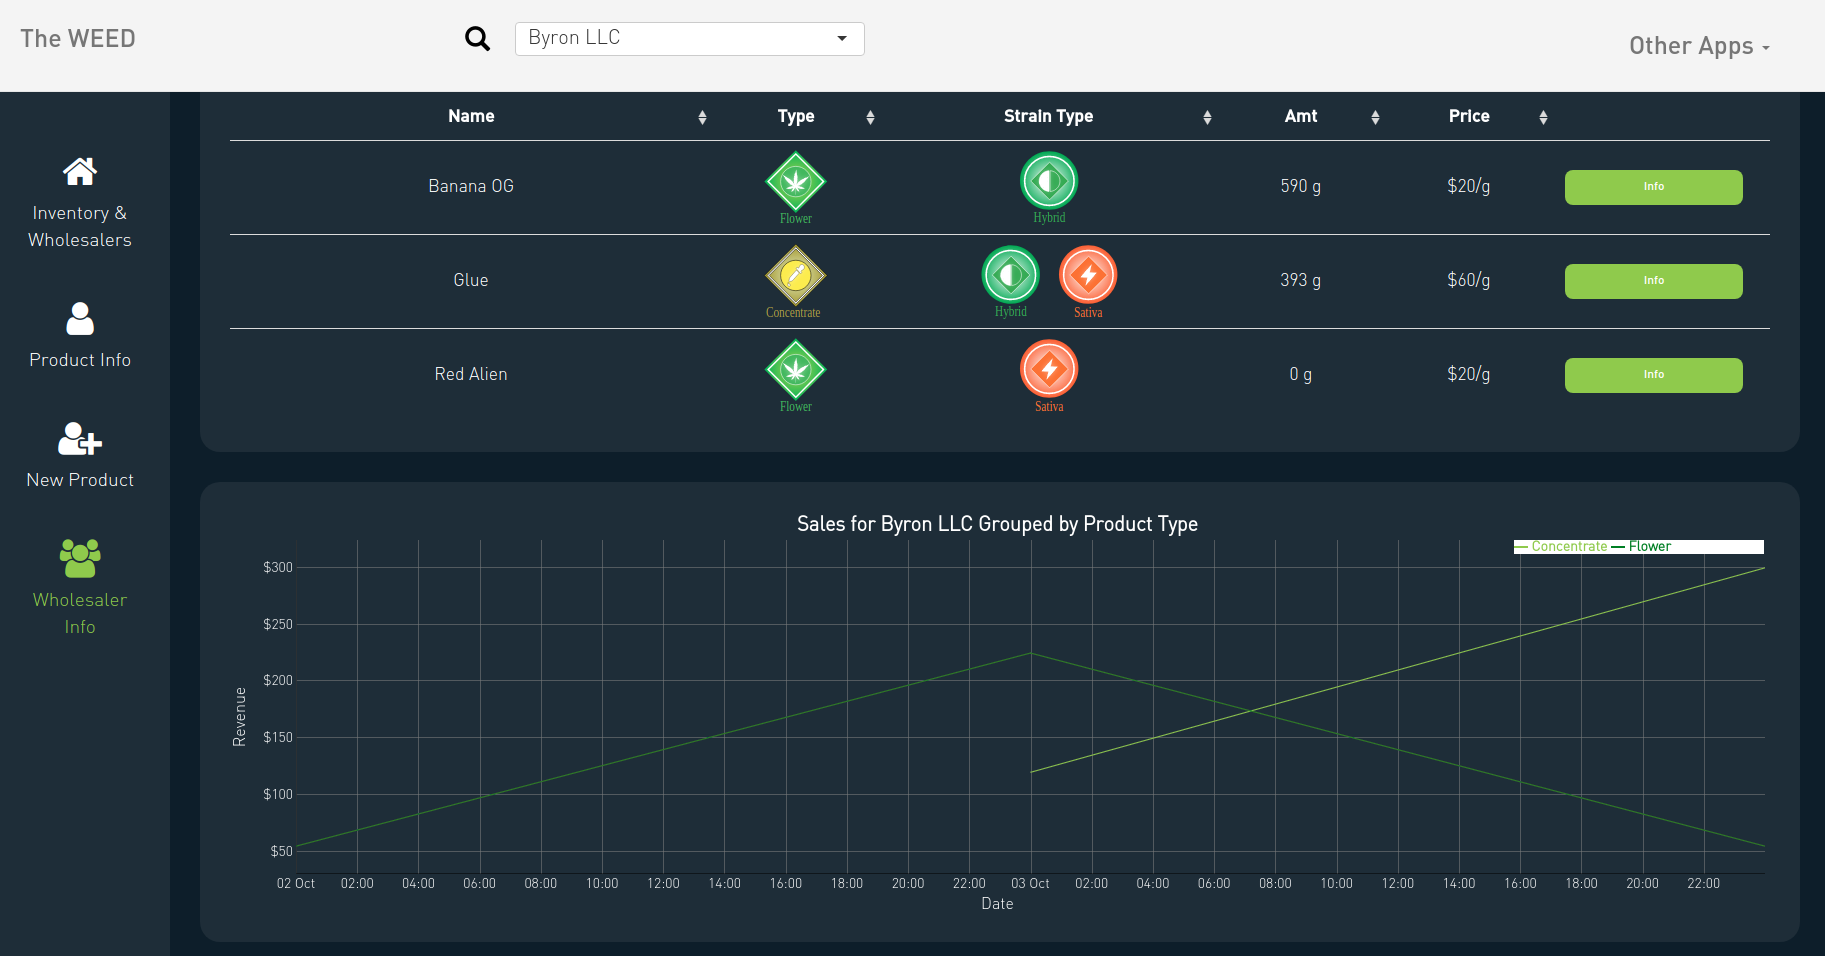 The WEED
Byron LLC
Other Apps
Inventory &
Wholesalers
Product Info
New Product
Wholesaler
Info
Name Type Strain Type Amt Price
Banana OG Flower Hybrid 590 g $20/g Info
Glue Concentrate Hybrid Sativa 393 g $60/g Info
Red Alien Flower Sativa 0 g $20/g Info
Sales for Byron LLC Grouped by Product Type
Concentrate Flower
Revenue
$300
$250
$200
$150
$100
$50
02 Oct 02:00 04:00 06:00 08:00 10:00 12:00 14:00 16:00 18:00 20:00 22:00 03 Oct 02:00 04:00 06:00 08:00 10:00 12:00 14:00 16:00 18:00 20:00 22:00
Date